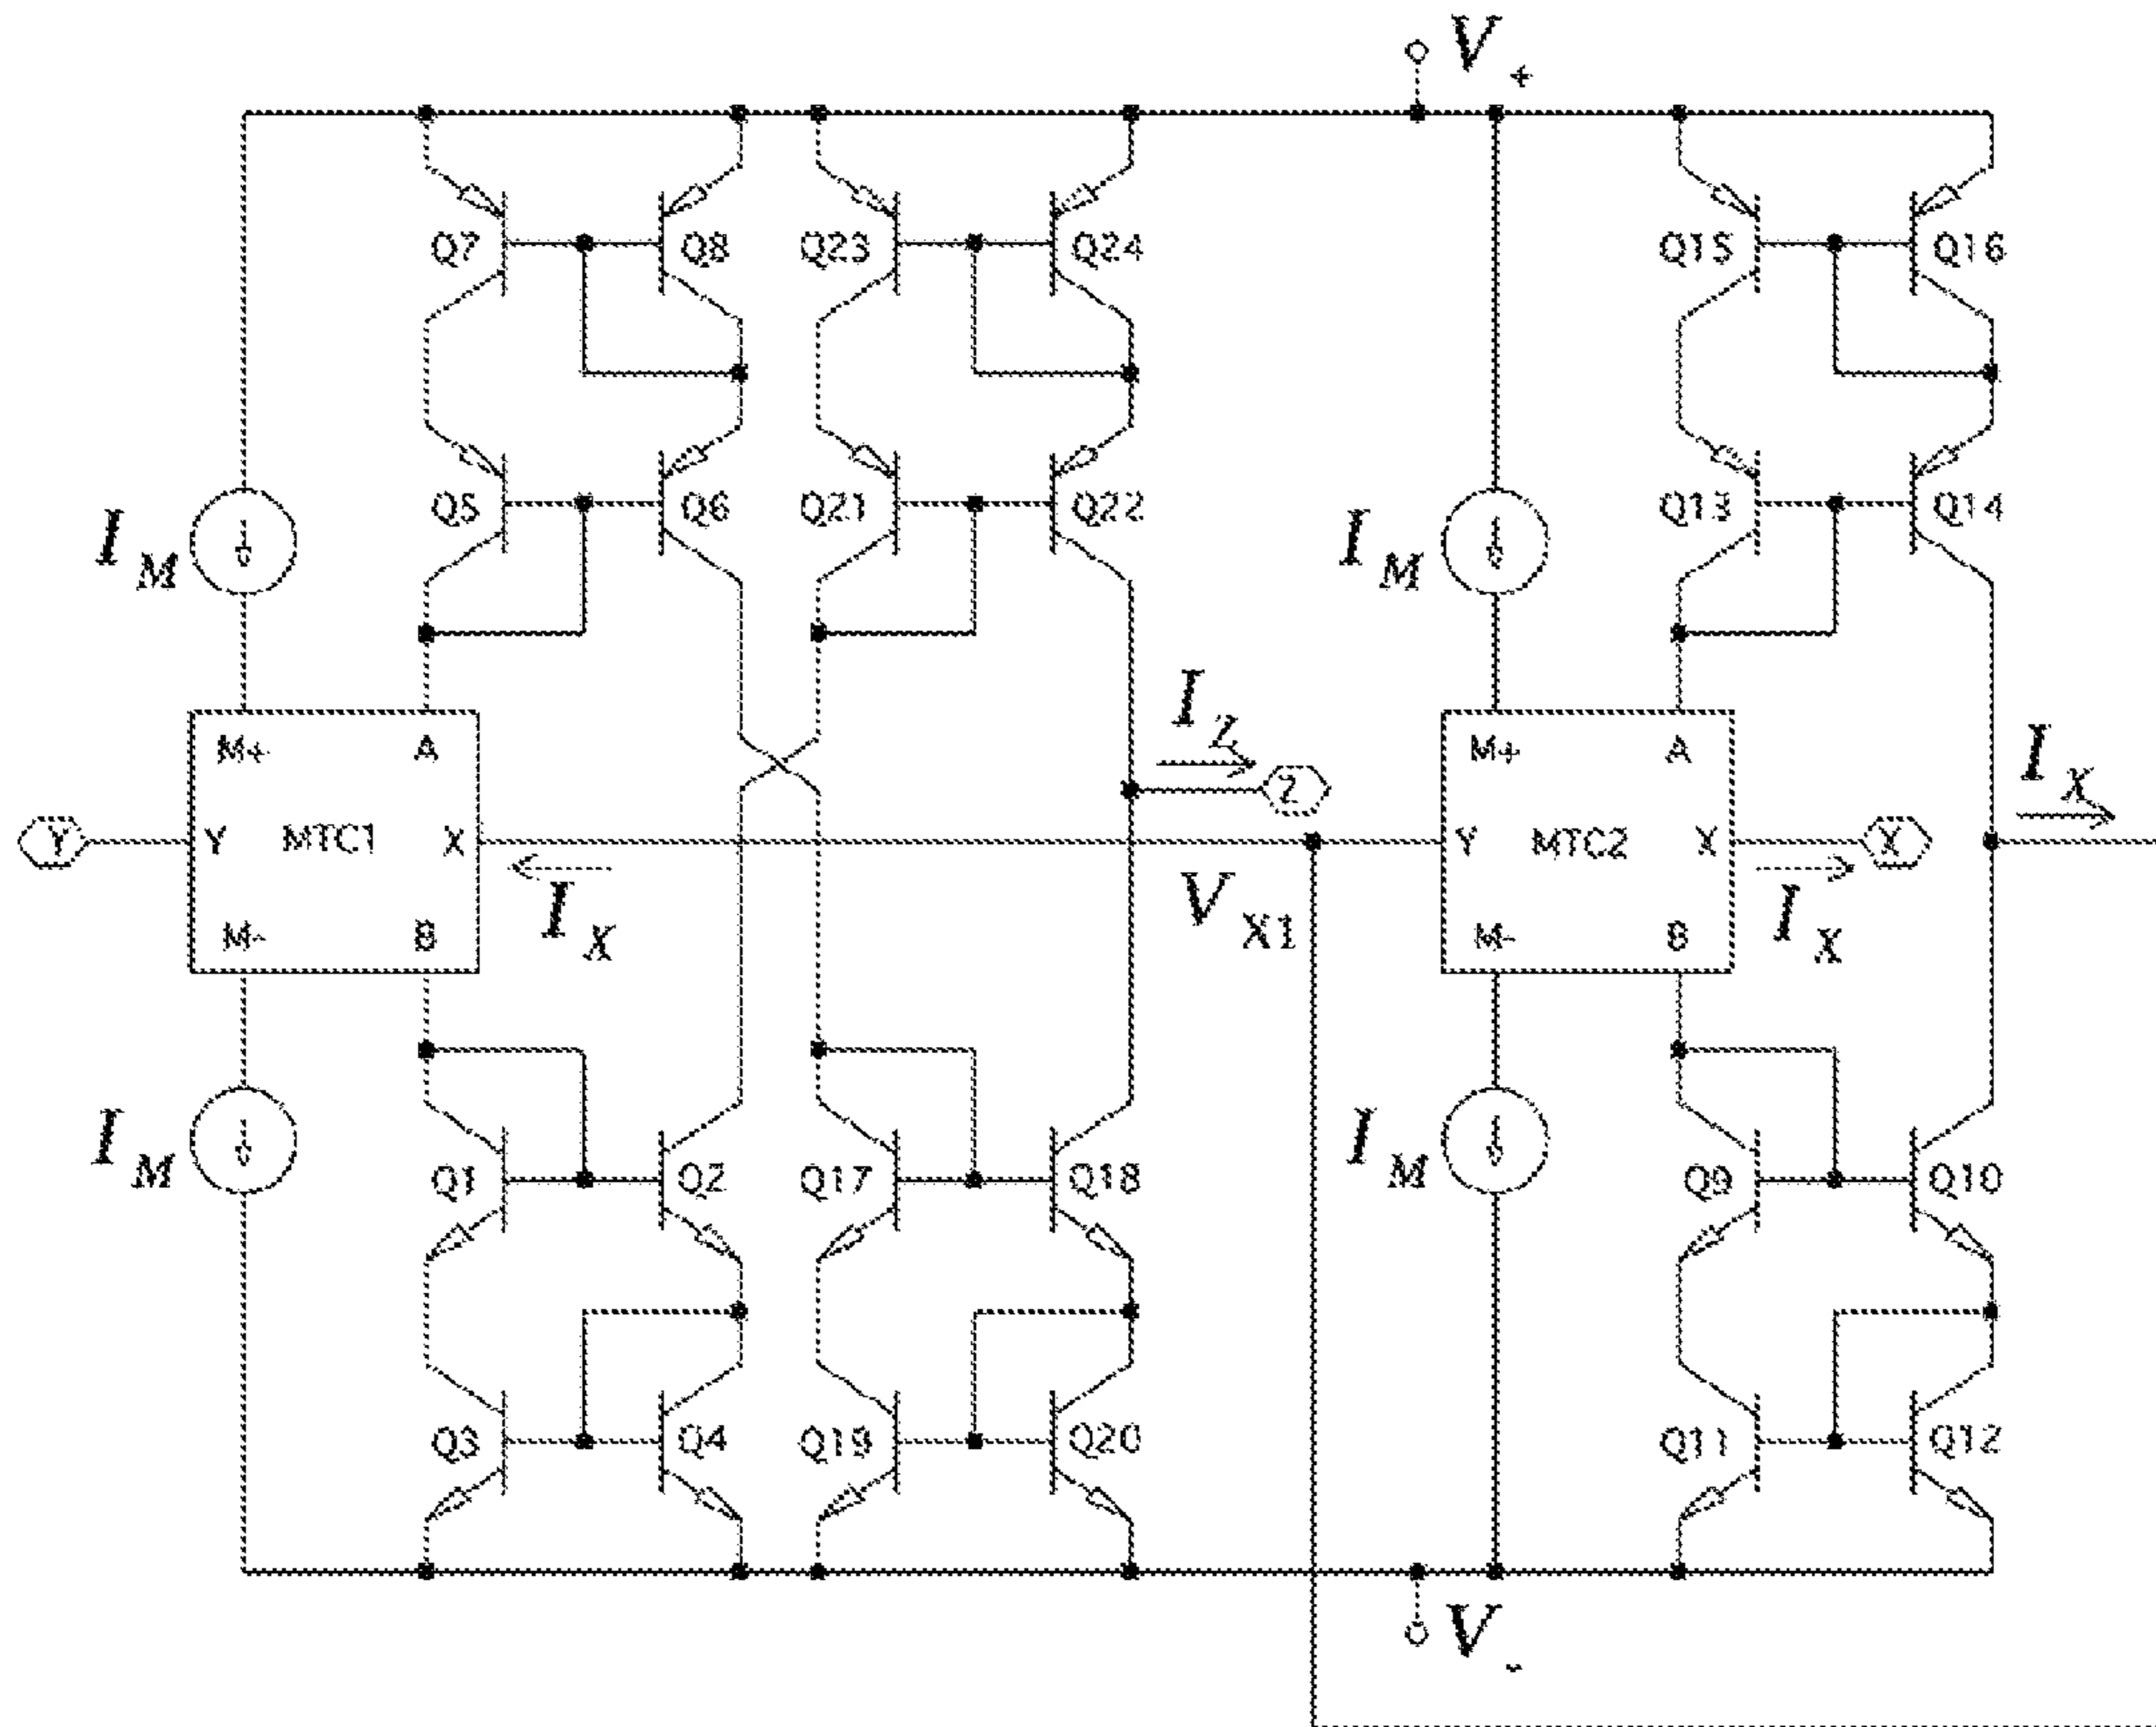 V+
Q7 Q8 Q23 Q24 Q15 Q16
Q5 Q6 Q21 Q22 Q13 Q14
IM IM
IZ
IX
M+ A M+ A
Z
Y Y MTC1 X Y MTC2 X X
IX VX1 IX
M- B M- B
IM IM
Q1 Q2 Q17 Q18 Q9 Q10
Q3 Q4 Q19 Q20 Q11 Q12
V-